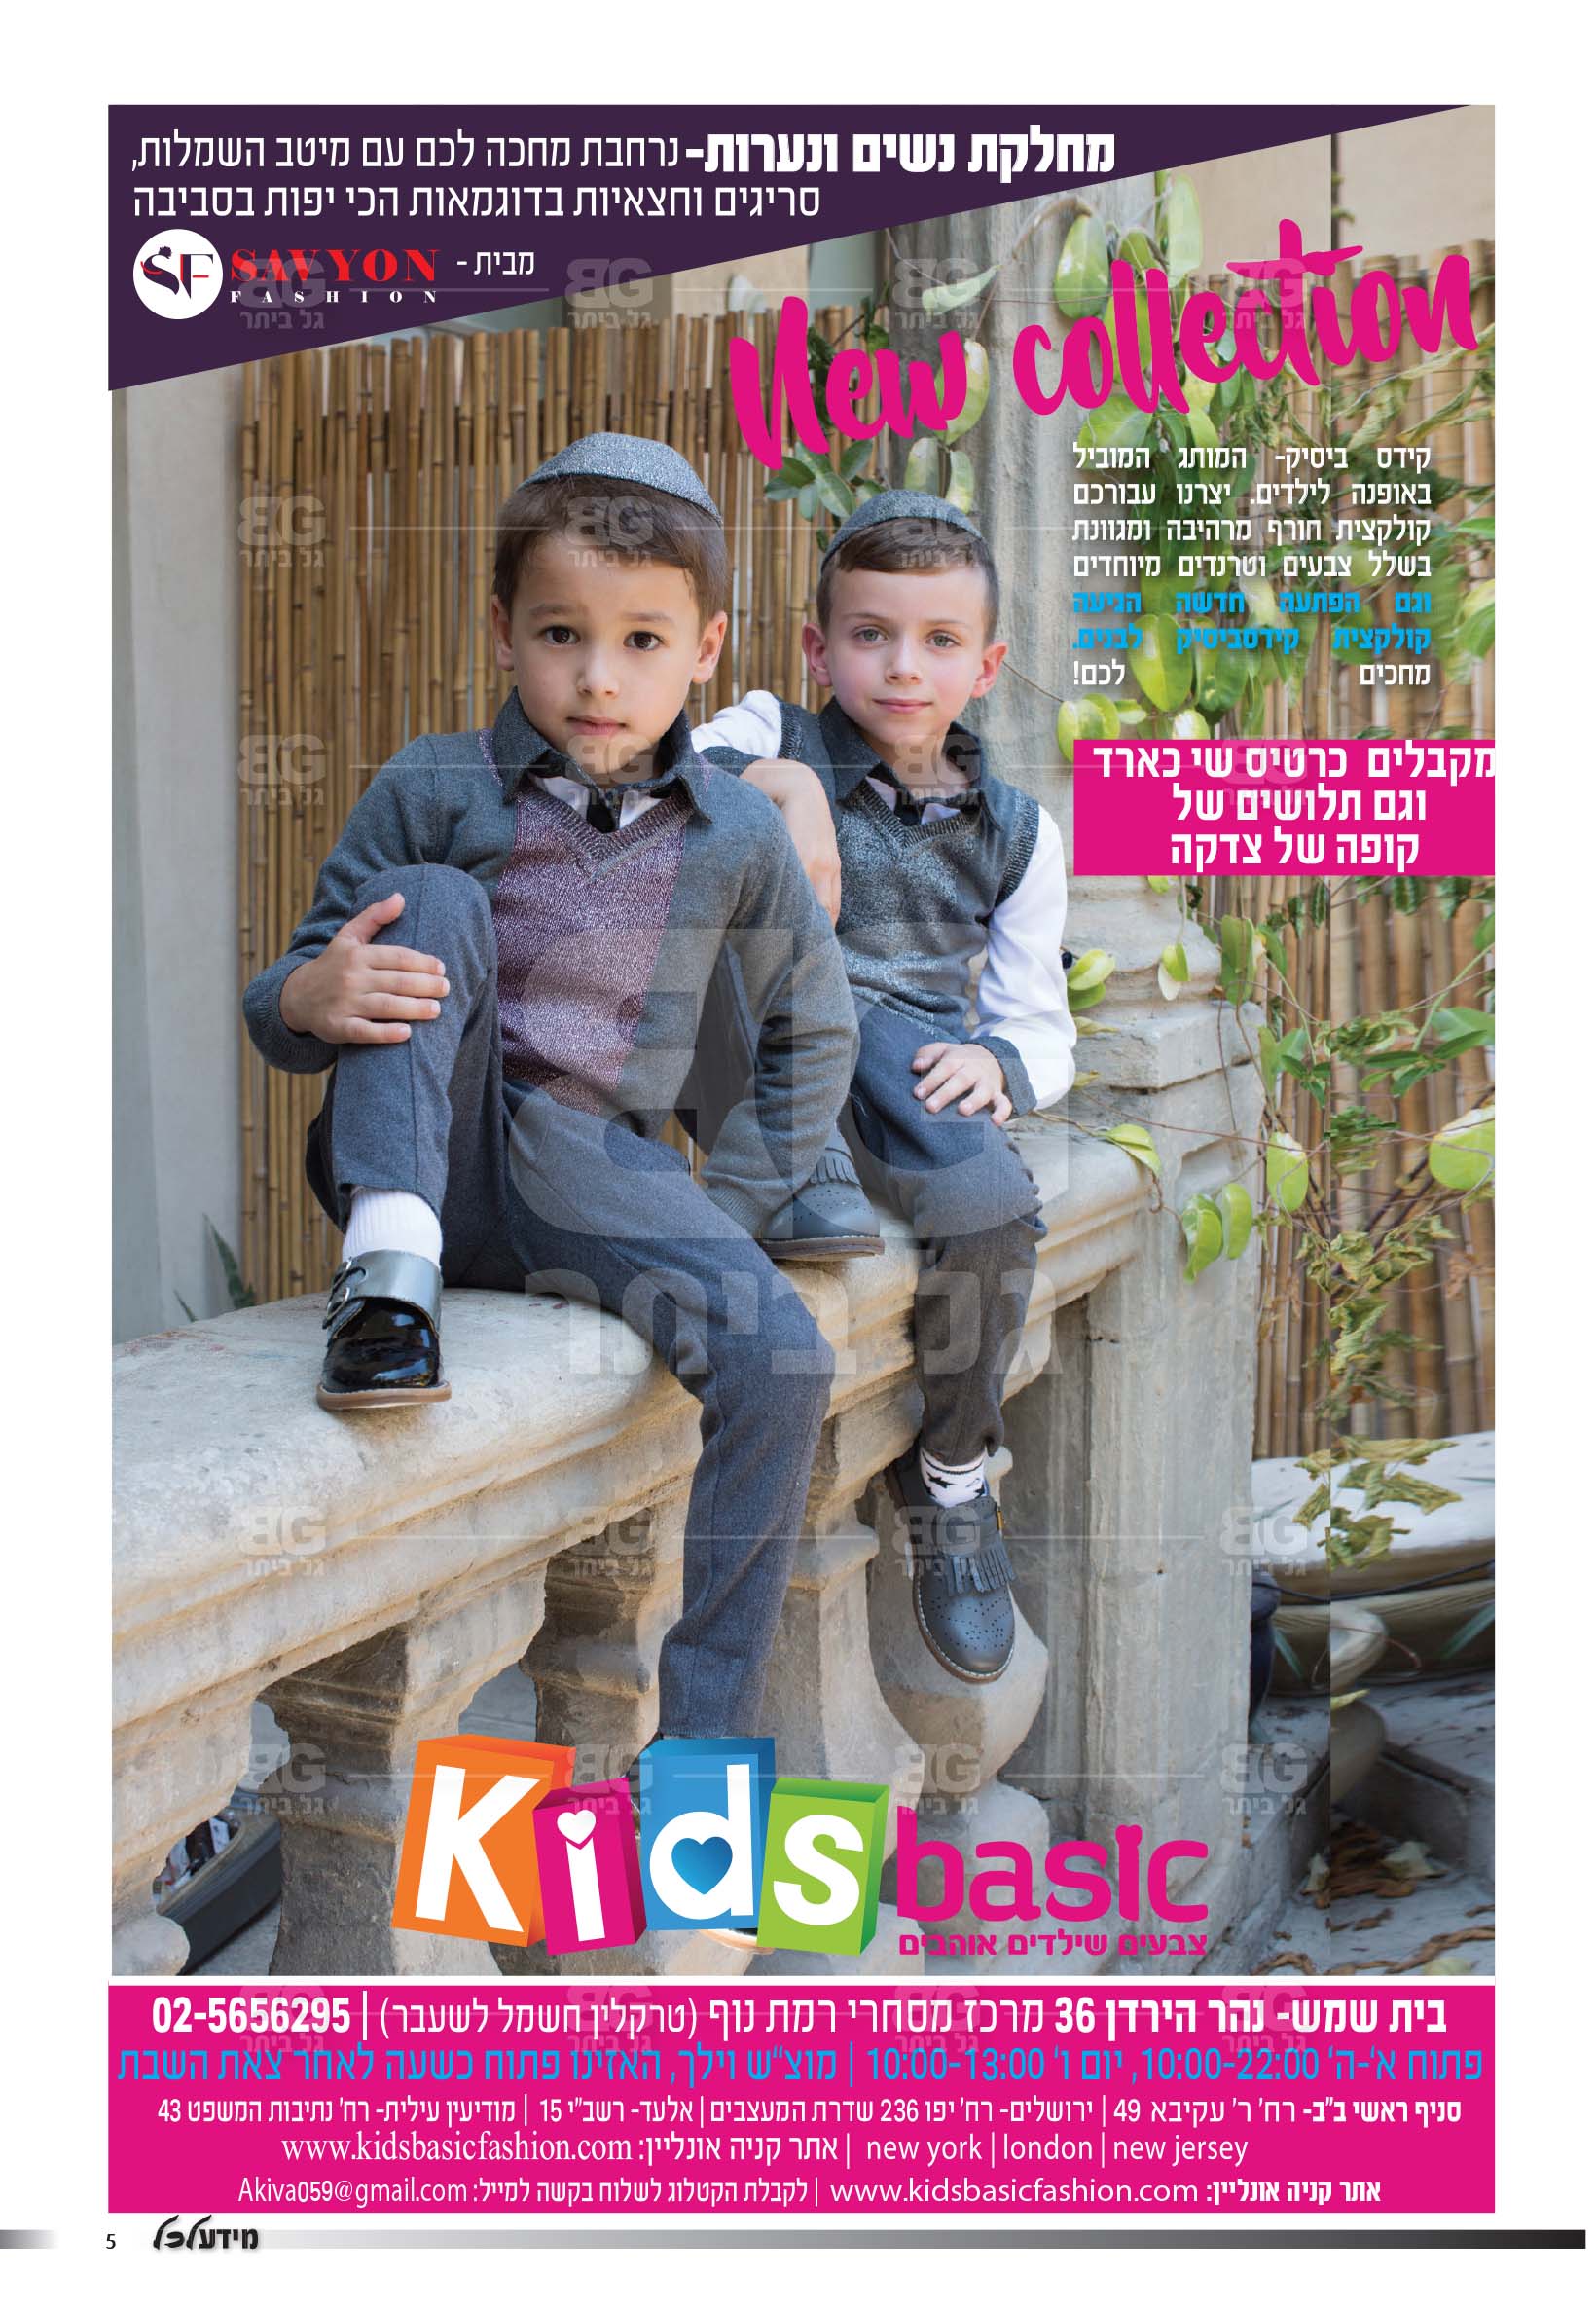 מחלקת נשים ונערות- נרחבת מחכה לכם עם מיטב השמלות,
סריגים וחצאיות בדוגמאות הכי יפות בסביבה
מבית - SAVYON
FASHION
SF
New collection
קידס ביסיק- המותג המוביל
באופנה לילדים. יצרנו עבורכם
קולקצית חורף מרהיבה ומגוונת
בשלל צבעים וטרנדים מיוחדים
וגם הפתעה חדשה הגיעה
קולקצית קידסביסיק לבנים.
מחכים לכם!
מקבלים כרטיס שי כארד
וגם תלושים של
קופה של צדקה
BG
גל ביתר
Kids basic
צבעים שילדים אוהבים
בית שמש- נהר הירדן 36 מרכז מסחרי רמת נוף (טרקלין חשמל לשעבר) | 02-5656295
פתוח א'-ה' 10:00-22:00, יום ו' 10:00-13:00 | מוצ"ש וילך, האזינו פתוח כשעה לאחר צאת השבת
סניף ראשי ב"ב- רח' ר' עקיבא 49 | ירושלים- רח' יפו 236 שדרת המעצבים | אלעד- רשב"י 15 | מודיעין עילית- רח' נתיבות המשפט 43
new york | london | new jersey | אתר קניה אונליין: www.kidsbasicfashion.com
אתר קניה אונליין: www.kidsbasicfashion.com | לקבלת הקטלוג לשלוח בקשה למייל: Akiva059@gmail.com
5 מידע לכל